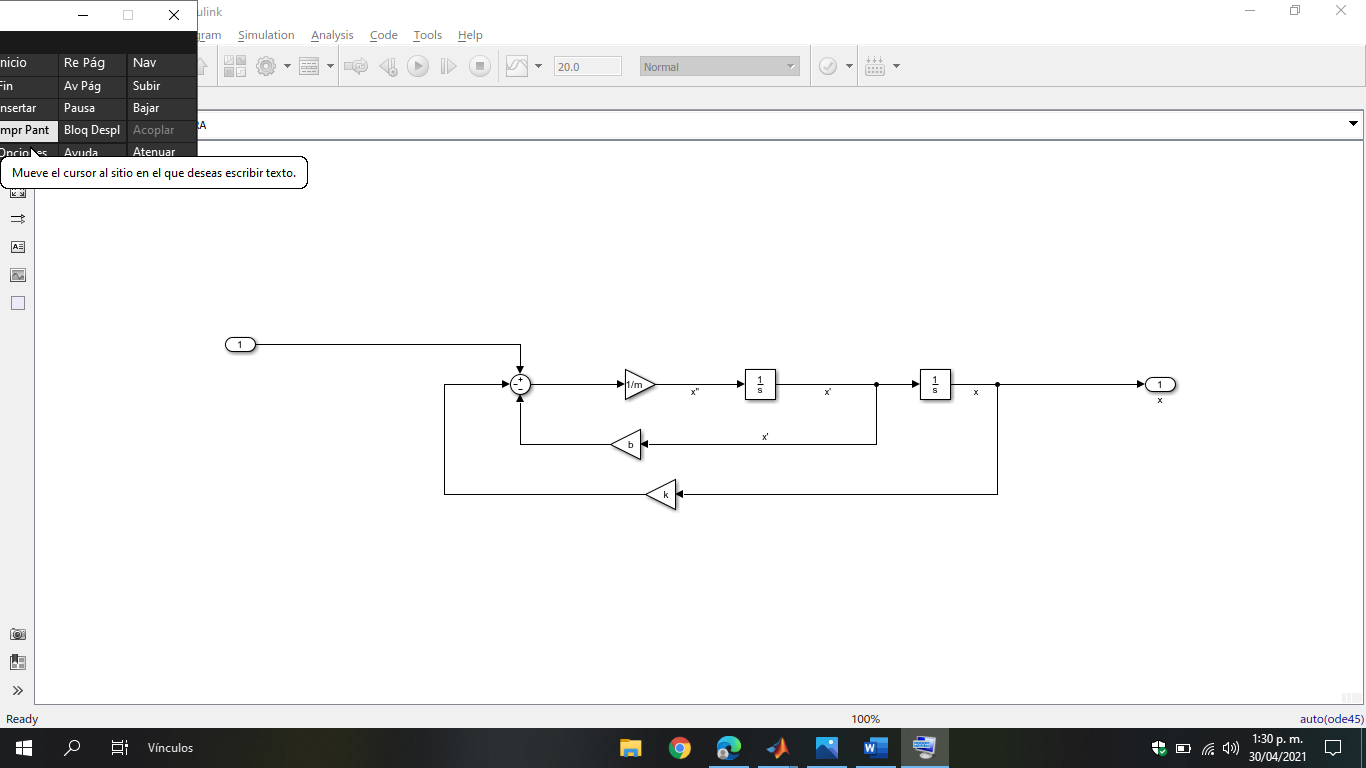 ulink
gram Simulation Analysis Code Tools Help
nicio Re Pág Nav
Fin Av Pág Subir
nsertar Pausa Bajar
mpr Pant Bloq Despl Acoplar
Opciones Ayuda Atenuar
20.0 Normal
RA
Mueve el cursor al sitio en el que deseas escribir texto.
1
1/m
x''
1
s
x'
1
s
x
1
x
b
x'
k
Ready 100% auto(ode45)
Vínculos
1:30 p. m.
30/04/2021